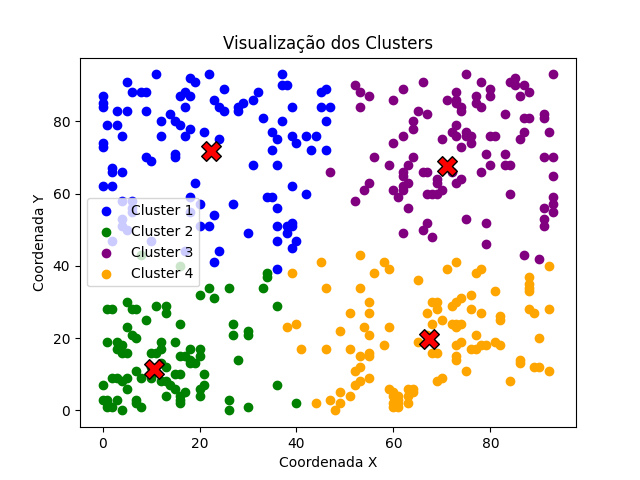 Visualização dos Clusters
Coordenada Y
80
60
40
20
0
Cluster 1
Cluster 2
Cluster 3
Cluster 4
0 20 40 60 80
Coordenada X